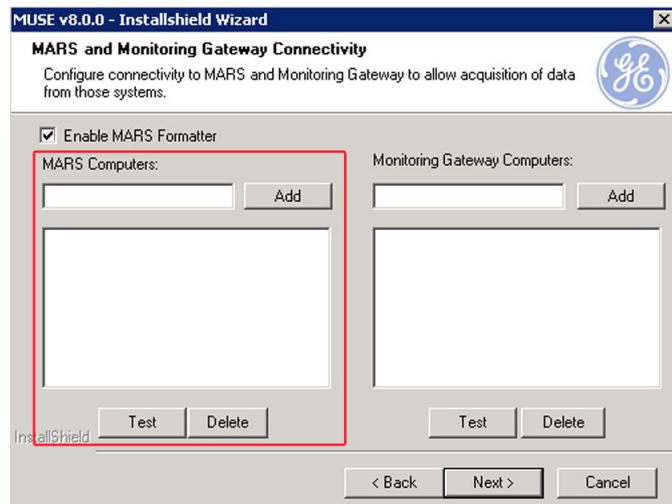 MUSE v8.0.0 - Installshield Wizard
MARS and Monitoring Gateway Connectivity
Configure connectivity to MARS and Monitoring Gateway to allow acquisition of data
from those systems.
GE
Enable MARS Formatter
MARS Computers:
Add
Test
Delete
Monitoring Gateway Computers:
Add
Test
Delete
InstallShield
< Back
Next >
Cancel